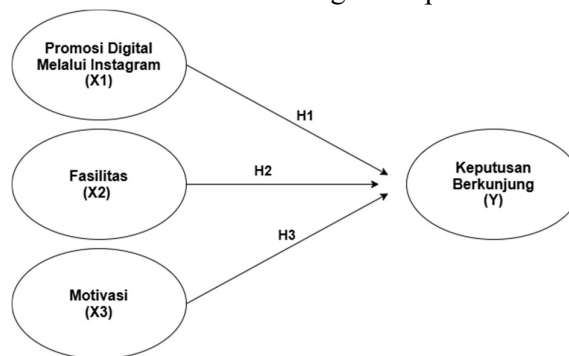 Promosi Digital
Melalui Instagram
(X1)
H1
Fasilitas
(X2)
H2
Keputusan
Berkunjung
(Y)
H3
Motivasi
(X3)